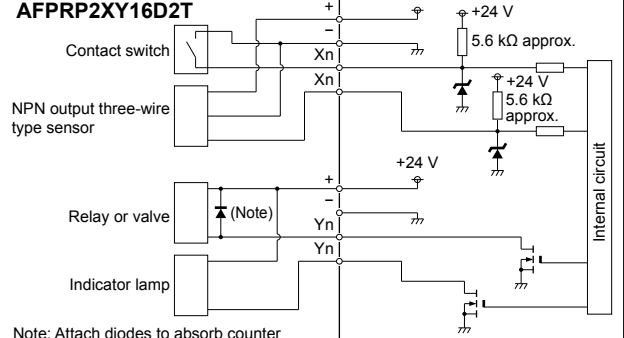 AFPRP2XY16D2T
+
+24 V
−
5.6 kΩ approx.
Contact switch
Xn
Xn
+24 V
5.6 kΩ
approx.
NPN output three-wire
type sensor
+24 V
+
−
Relay or valve
(Note)
Yn
Yn
Internal circuit
Indicator lamp
Note: Attach diodes to absorb counter